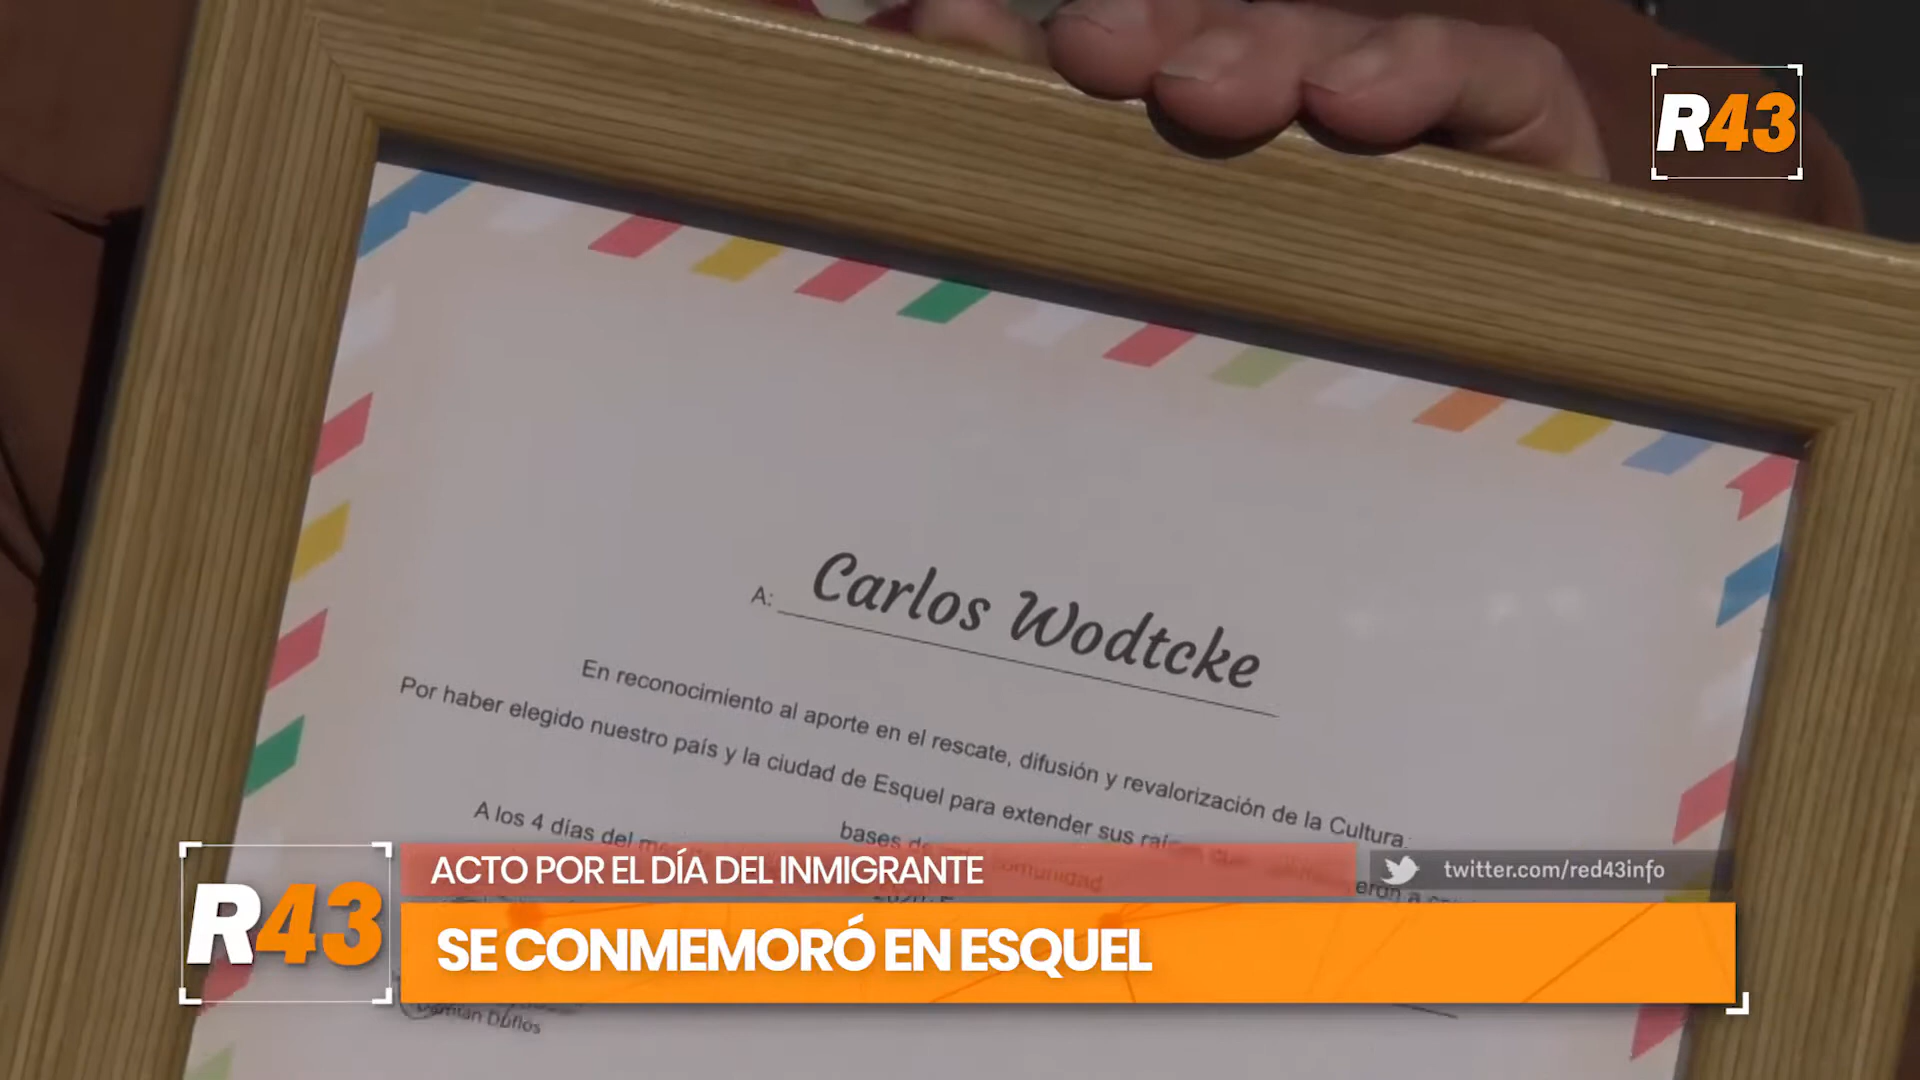 R43
A: Carlos Wodtcke
En reconocimiento al aporte en el rescate, difusión y revalorización de la Cultura.
Por haber elegido nuestro país y la ciudad de Esquel para extender sus raíces
bases de comunidad
A los 4 días del
ACTO POR EL DÍA DEL INMIGRANTE
twitter.com/red43info
R43
SE CONMEMORÓ EN ESQUEL
Duflos